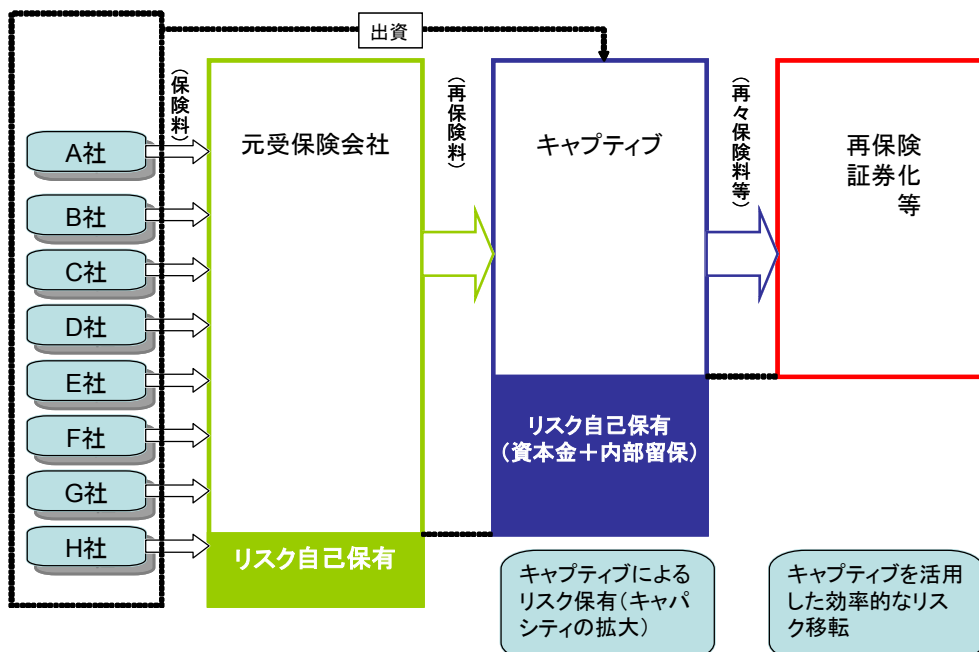 出資
(保険料)
A社
B社
C社
D社
E社
F社
G社
H社
元受保険会社
リスク自己保有
(再保険料)
キャプティブ
リスク自己保有
(資本金+内部留保)
(再々保険料等)
再保険
証券化
等
キャプティブによる
リスク保有(キャパ
シティの拡大)
キャプティブを活用
した効率的なリス
ク移転